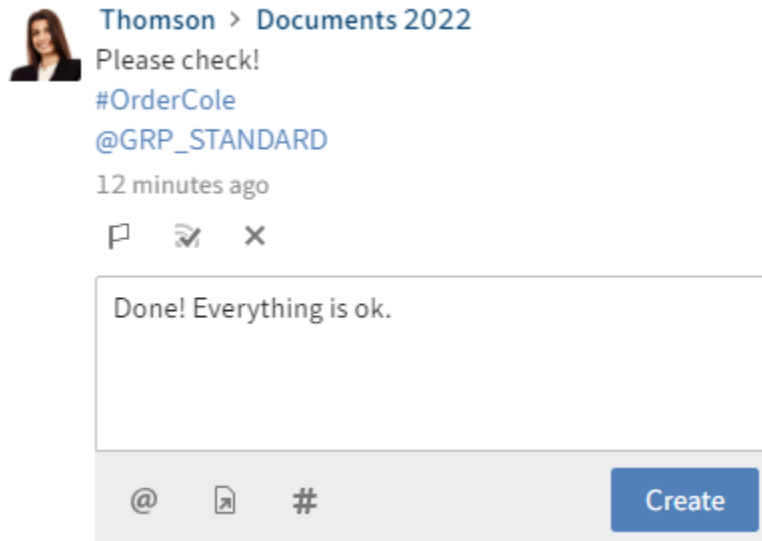 Thomson > Documents 2022
Please check!
#OrderCole
@GRP_STANDARD
12 minutes ago
Done! Everything is ok.
@ # Create